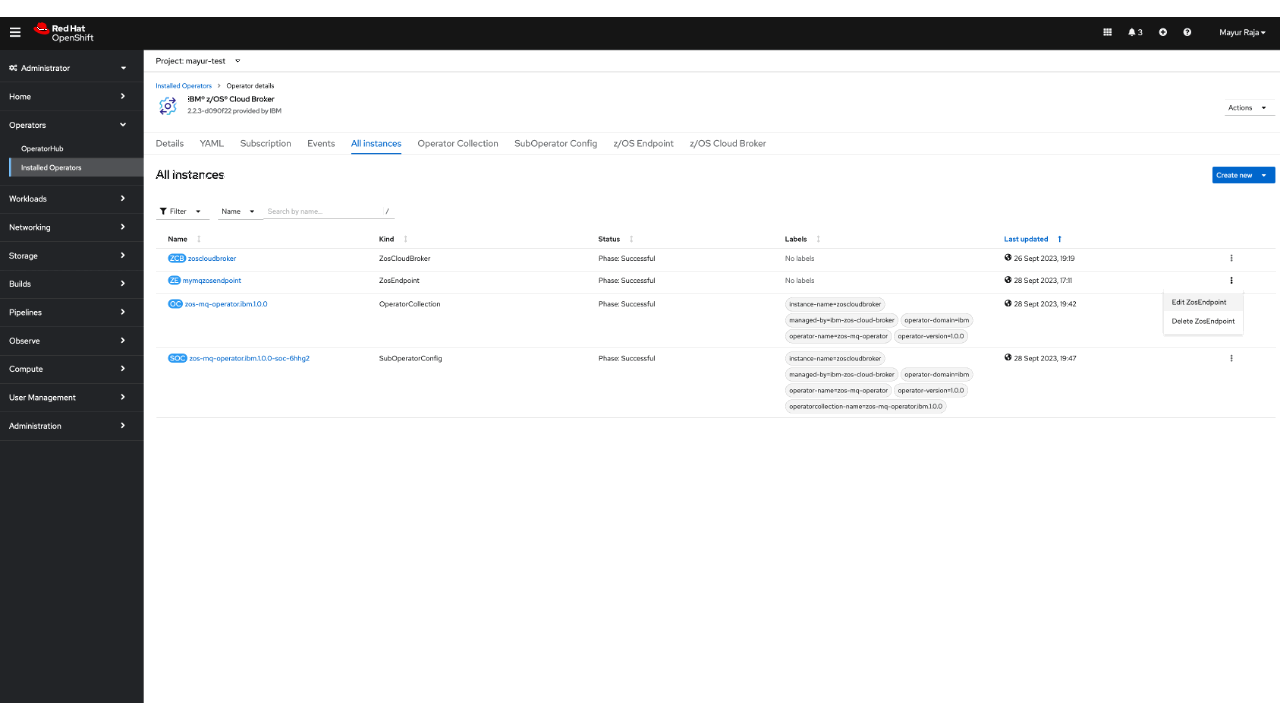 Red Hat
OpenShift
3
Mayur Raja
Administrator
Home
Operators
OperatorHub
Installed Operators
Workloads
Networking
Storage
Builds
Pipelines
Observe
Compute
User Management
Administration
Project: mayur-test
Installed Operators > Operator details
IBM® z/OS® Cloud Broker
2.2.3-d090f22 provided by IBM
Actions
Details YAML Subscription Events All instances Operator Collection SubOperator Config z/OS Endpoint z/OS Cloud Broker
All instances
Create new
Filter Name Search by name... /
Name Kind Status Labels Last updated
ZCB zoscloudbroker ZosCloudBroker Phase: Successful No labels 26 Sept 2023, 19:19
ZE mymqzosendpoint ZosEndpoint Phase: Successful No labels 28 Sept 2023, 17:11
Edit ZosEndpoint
Delete ZosEndpoint
OC zos-mq-operator.ibm.1.0.0 OperatorCollection Phase: Successful instance-name=zoscloudbroker 28 Sept 2023, 19:42
managed-by=ibm-zos-cloud-broker operator-domain=ibm
operator-name=zos-mq-operator operator-version=1.0.0
SOC zos-mq-operator.ibm.1.0.0-soc-6hhg2 SubOperatorConfig Phase: Successful instance-name=zoscloudbroker 28 Sept 2023, 19:47
managed-by=ibm-zos-cloud-broker operator-domain=ibm
operator-name=zos-mq-operator operator-version=1.0.0
operatorcollection-name=zos-mq-operator.ibm.1.0.0